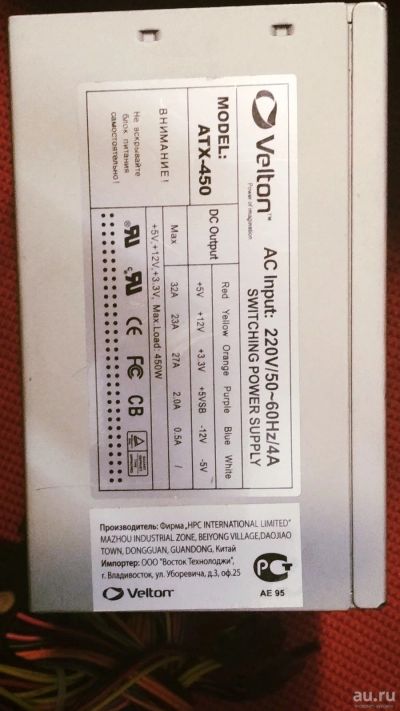 Velton™
Power of imagination
AC Input: 220V/50~60Hz/4A
SWITCHING POWER SUPPLY
MODEL:
ATX-450
DC Output
Red Yellow Orange Purple Blue White
+5V +12V +3.3V +5VSB -12V -5V
Max 32A 23A 27A 2.0A 0.5A /
+5V,+12V,+3.3V, Max.Load: 450W
ВНИМАНИЕ!
Не вскрывайте
блок питания
самостоятельно!
FC CB
Производитель: Фирма „HPC INTERNATIONAL LIMITED"
MAZHOU INDUSTRIAL ZONE, BEIYONG VILLAGE,DAOJIAO
TOWN, DONGGUAN, GUANDONG, Китай
Импортер: ООО "Восток Технолоджи",
г. Владивосток, ул. Уборевича, д.3, оф.25
Velton™
АЕ 95
au.ru